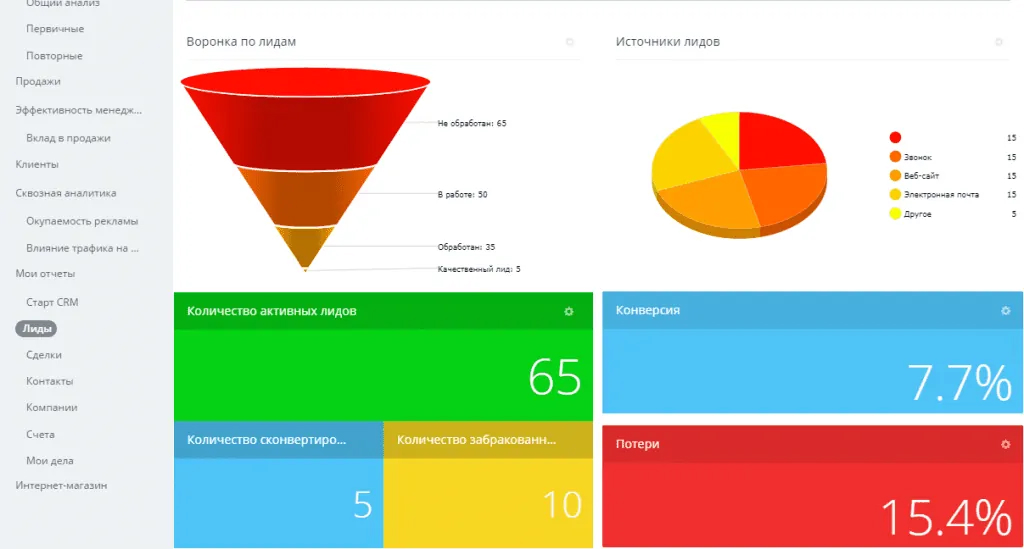 Общий анализ
Первичные
Повторные
Продажи
Эффективность менедж...
Вклад в продажи
Клиенты
Сквозная аналитика
Окупаемость рекламы
Влияние трафика на ...
Мои отчеты
Старт CRM
Лиды
Сделки
Контакты
Компании
Счета
Мои дела
Интернет-магазин
Воронка по лидам
Не обработан: 65
В работе: 50
Обработан: 35
Качественный лид: 5
Источники лидов
15
Звонок 15
Веб-сайт 15
Электронная почта 15
Другое 5
Количество активных лидов
65
Конверсия
7.7%
Количество сконвертиро...
5
Количество забракованн...
10
Потери
15.4%